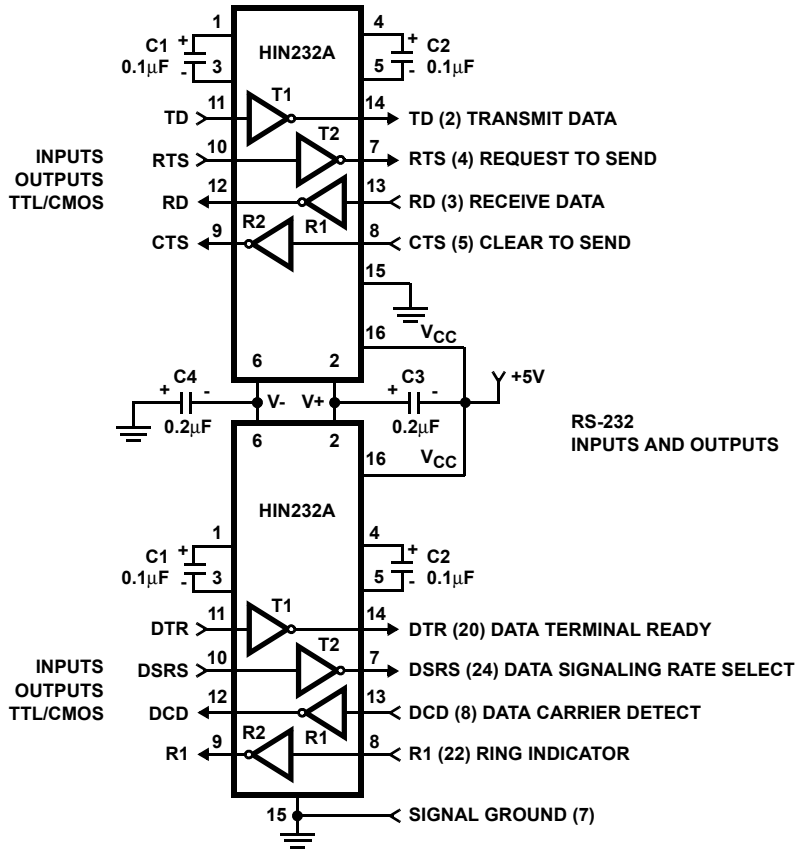 1
4
C1 +
HIN232A
+ C2
0.1μF - 3
5 - 0.1μF
T1
11
14
TD
TD (2) TRANSMIT DATA
T2
10
7
INPUTS
OUTPUTS
TTL/CMOS
RTS
RTS (4) REQUEST TO SEND
12
13
RD
RD (3) RECEIVE DATA
R2
R1
9
8
CTS
CTS (5) CLEAR TO SEND
15
16 VCC
6
2
C4
+ -
V-
V+
C3
+ -
+5V
0.2μF
0.2μF
RS-232
INPUTS AND OUTPUTS
6
2
16 VCC
HIN232A
1
4
C1 +
+ C2
0.1μF - 3
5 - 0.1μF
T1
11
14
DTR
DTR (20) DATA TERMINAL READY
T2
10
7
INPUTS
OUTPUTS
TTL/CMOS
DSRS
DSRS (24) DATA SIGNALING RATE SELECT
12
13
DCD
DCD (8) DATA CARRIER DETECT
R2
R1
9
8
R1
R1 (22) RING INDICATOR
15
SIGNAL GROUND (7)